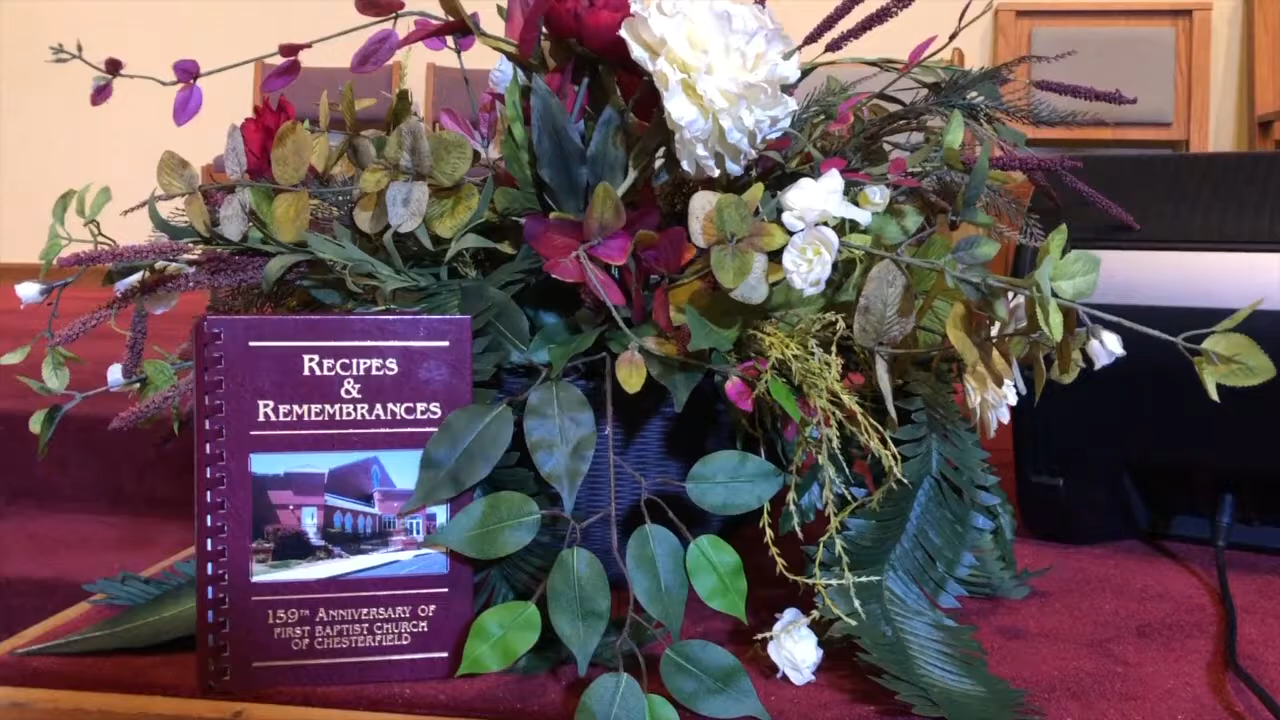 RECIPES
&
REMEMBRANCES
159TH ANNIVERSARY OF
FIRST BAPTIST CHURCH
OF CHESTERFIELD